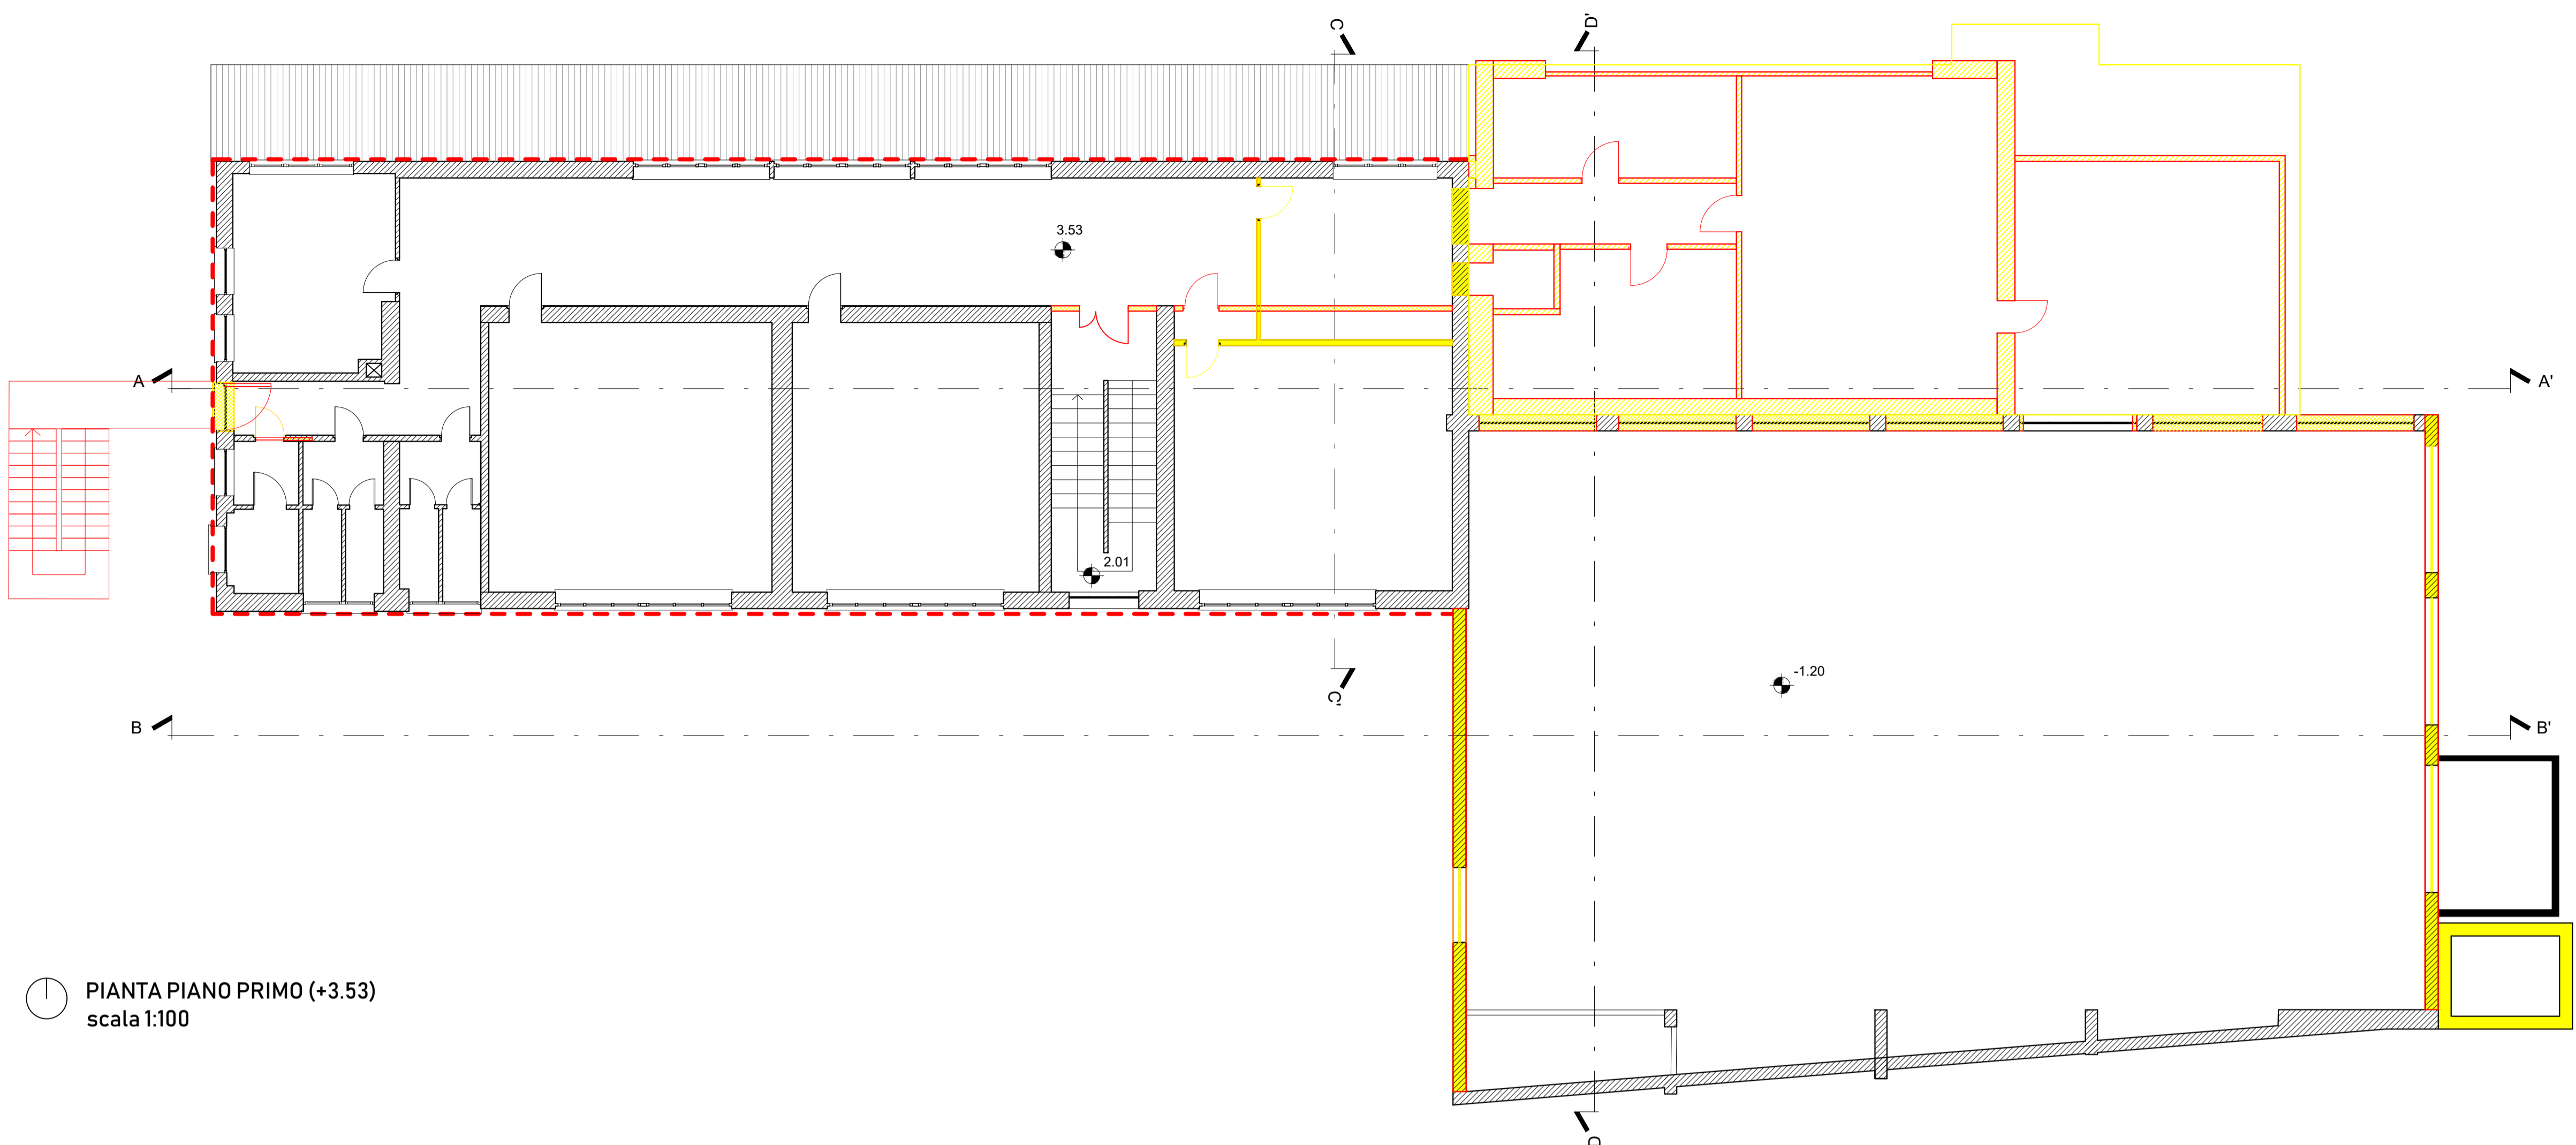 C
D'
3.53
A
A'
2.01
-1.20
C'
B
B'
PIANTA PIANO PRIMO (+3.53)
scala 1:100
D